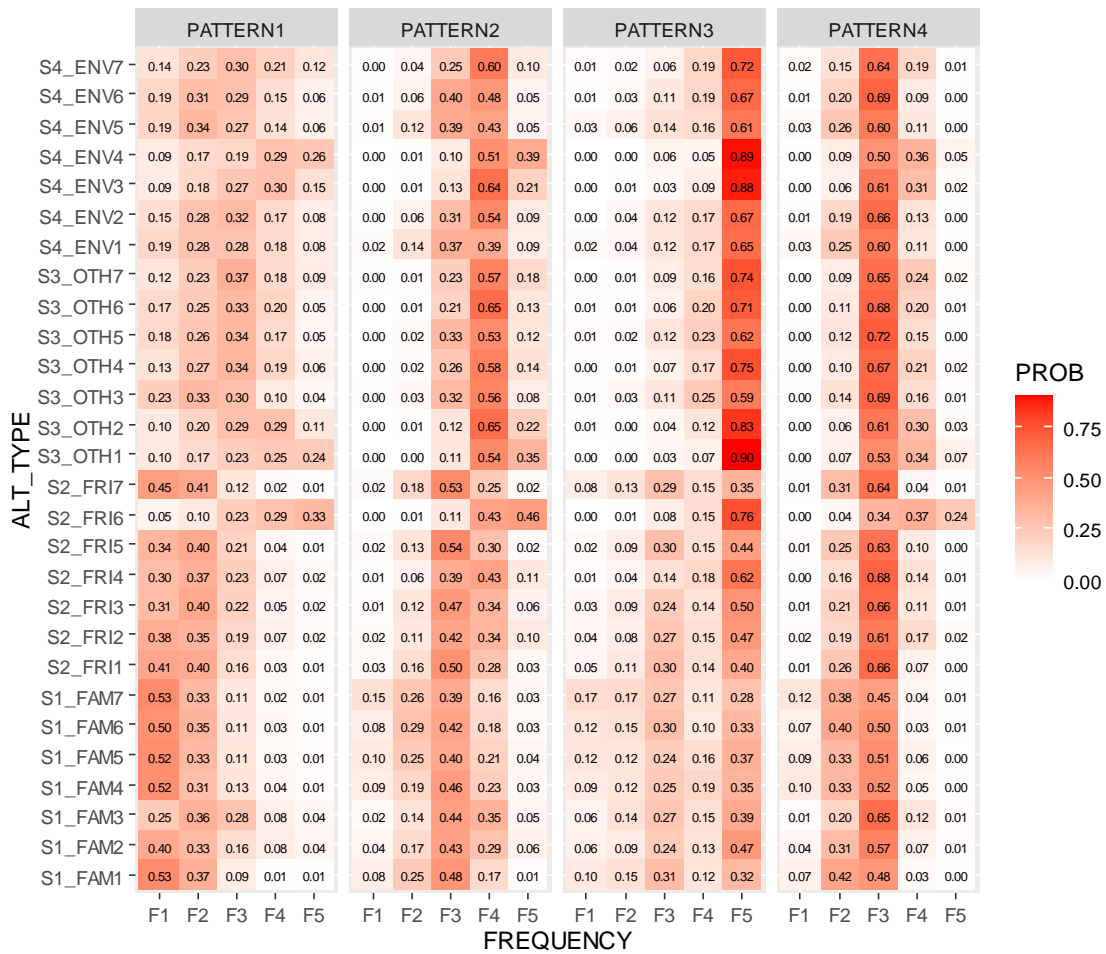 PATTERN1 PATTERN2 PATTERN3 PATTERN4
S4_ENV7 0.14 0.23 0.30 0.21 0.12 0.00 0.04 0.25 0.60 0.10 0.01 0.02 0.06 0.19 0.72 0.02 0.15 0.64 0.19 0.01
S4_ENV6 0.19 0.31 0.29 0.15 0.06 0.01 0.06 0.40 0.48 0.05 0.01 0.03 0.11 0.19 0.67 0.01 0.20 0.69 0.09 0.00
S4_ENV5 0.19 0.34 0.27 0.14 0.06 0.01 0.12 0.39 0.43 0.05 0.03 0.06 0.14 0.16 0.61 0.03 0.26 0.60 0.11 0.00
S4_ENV4 0.09 0.17 0.19 0.29 0.26 0.00 0.01 0.10 0.51 0.39 0.00 0.00 0.06 0.05 0.89 0.00 0.09 0.50 0.36 0.05
S4_ENV3 0.09 0.18 0.27 0.30 0.15 0.00 0.01 0.13 0.64 0.21 0.00 0.01 0.03 0.09 0.88 0.00 0.06 0.61 0.31 0.02
S4_ENV2 0.15 0.28 0.32 0.17 0.08 0.00 0.06 0.31 0.54 0.09 0.00 0.04 0.12 0.17 0.67 0.01 0.19 0.66 0.13 0.00
S4_ENV1 0.19 0.28 0.28 0.18 0.08 0.02 0.14 0.37 0.39 0.09 0.02 0.04 0.12 0.17 0.65 0.03 0.25 0.60 0.11 0.00
S3_OTH7 0.12 0.23 0.37 0.18 0.09 0.00 0.01 0.23 0.57 0.18 0.00 0.01 0.09 0.16 0.74 0.00 0.09 0.65 0.24 0.02
S3_OTH6 0.17 0.25 0.33 0.20 0.05 0.00 0.01 0.21 0.65 0.13 0.01 0.01 0.06 0.20 0.71 0.00 0.11 0.68 0.20 0.01
S3_OTH5 0.18 0.26 0.34 0.17 0.05 0.00 0.02 0.33 0.53 0.12 0.01 0.02 0.12 0.23 0.62 0.00 0.12 0.72 0.15 0.00
S3_OTH4 0.13 0.27 0.34 0.19 0.06 0.00 0.02 0.26 0.58 0.14 0.00 0.01 0.07 0.17 0.75 0.00 0.10 0.67 0.21 0.02
S3_OTH3 0.23 0.33 0.30 0.10 0.04 0.00 0.03 0.32 0.56 0.08 0.01 0.03 0.11 0.25 0.59 0.00 0.14 0.69 0.16 0.01
S3_OTH2 0.10 0.20 0.29 0.29 0.11 0.00 0.01 0.12 0.65 0.22 0.01 0.00 0.04 0.12 0.83 0.00 0.06 0.61 0.30 0.03
S3_OTH1 0.10 0.17 0.23 0.25 0.24 0.00 0.00 0.11 0.54 0.35 0.00 0.00 0.03 0.07 0.90 0.00 0.07 0.53 0.34 0.07
S2_FRI7 0.45 0.41 0.12 0.02 0.01 0.02 0.18 0.53 0.25 0.02 0.08 0.13 0.29 0.15 0.35 0.01 0.31 0.64 0.04 0.01
S2_FRI6 0.05 0.10 0.23 0.29 0.33 0.00 0.01 0.11 0.43 0.46 0.00 0.01 0.08 0.15 0.76 0.00 0.04 0.34 0.37 0.24
S2_FRI5 0.34 0.40 0.21 0.04 0.01 0.02 0.13 0.54 0.30 0.02 0.02 0.09 0.30 0.15 0.44 0.01 0.25 0.63 0.10 0.00
S2_FRI4 0.30 0.37 0.23 0.07 0.02 0.01 0.06 0.39 0.43 0.11 0.01 0.04 0.14 0.18 0.62 0.00 0.16 0.68 0.14 0.01
S2_FRI3 0.31 0.40 0.22 0.05 0.02 0.01 0.12 0.47 0.34 0.06 0.03 0.09 0.24 0.14 0.50 0.01 0.21 0.66 0.11 0.01
S2_FRI2 0.38 0.35 0.19 0.07 0.02 0.02 0.11 0.42 0.34 0.10 0.04 0.08 0.27 0.15 0.47 0.02 0.19 0.61 0.17 0.02
S2_FRI1 0.41 0.40 0.16 0.03 0.01 0.03 0.16 0.50 0.28 0.03 0.05 0.11 0.30 0.14 0.40 0.01 0.26 0.66 0.07 0.00
S1_FAM7 0.53 0.33 0.11 0.02 0.01 0.15 0.26 0.39 0.16 0.03 0.17 0.17 0.27 0.11 0.28 0.12 0.38 0.45 0.04 0.01
S1_FAM6 0.50 0.35 0.11 0.03 0.01 0.08 0.29 0.42 0.18 0.03 0.12 0.15 0.30 0.10 0.33 0.07 0.40 0.50 0.03 0.01
S1_FAM5 0.52 0.33 0.11 0.03 0.01 0.10 0.25 0.40 0.21 0.04 0.12 0.12 0.24 0.16 0.37 0.09 0.33 0.51 0.06 0.00
S1_FAM4 0.52 0.31 0.13 0.04 0.01 0.09 0.19 0.46 0.23 0.03 0.09 0.12 0.25 0.19 0.35 0.10 0.33 0.52 0.05 0.00
S1_FAM3 0.25 0.36 0.28 0.08 0.04 0.02 0.14 0.44 0.35 0.05 0.06 0.14 0.27 0.15 0.39 0.01 0.20 0.65 0.12 0.01
S1_FAM2 0.40 0.33 0.16 0.08 0.04 0.04 0.17 0.43 0.29 0.06 0.06 0.09 0.24 0.13 0.47 0.04 0.31 0.57 0.07 0.01
S1_FAM1 0.53 0.37 0.09 0.01 0.01 0.08 0.25 0.48 0.17 0.01 0.10 0.15 0.31 0.12 0.32 0.07 0.42 0.48 0.03 0.00
F1 F2 F3 F4 F5 F1 F2 F3 F4 F5 F1 F2 F3 F4 F5 F1 F2 F3 F4 F5
FREQUENCY
ALT_TYPE
PROB
0.75
0.50
0.25
0.00